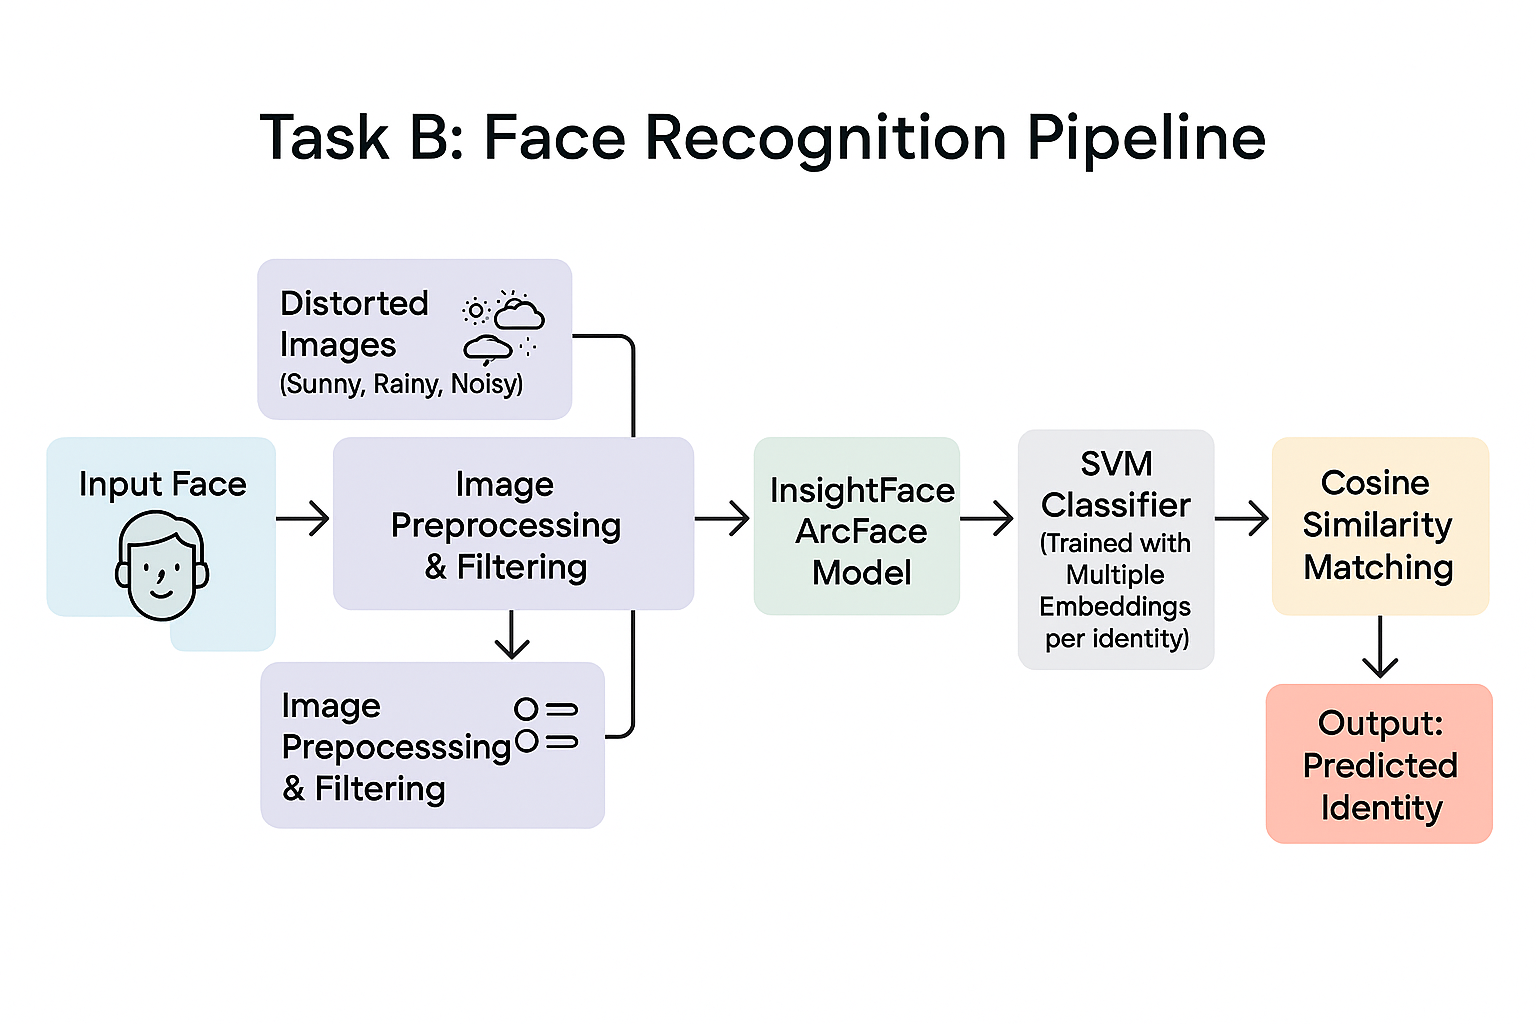 Task B: Face Recognition Pipeline
Distorted
Images
(Sunny, Rainy, Noisy)
Input Face
Image
Preprocessing
& Filtering
InsightFace
ArcFace
Model
SVM
Classifier
(Trained with
Multiple
Embeddings
per identity)
Cosine
Similarity
Matching
Image
Prepocesssing
& Filtering
Output:
Predicted
Identity